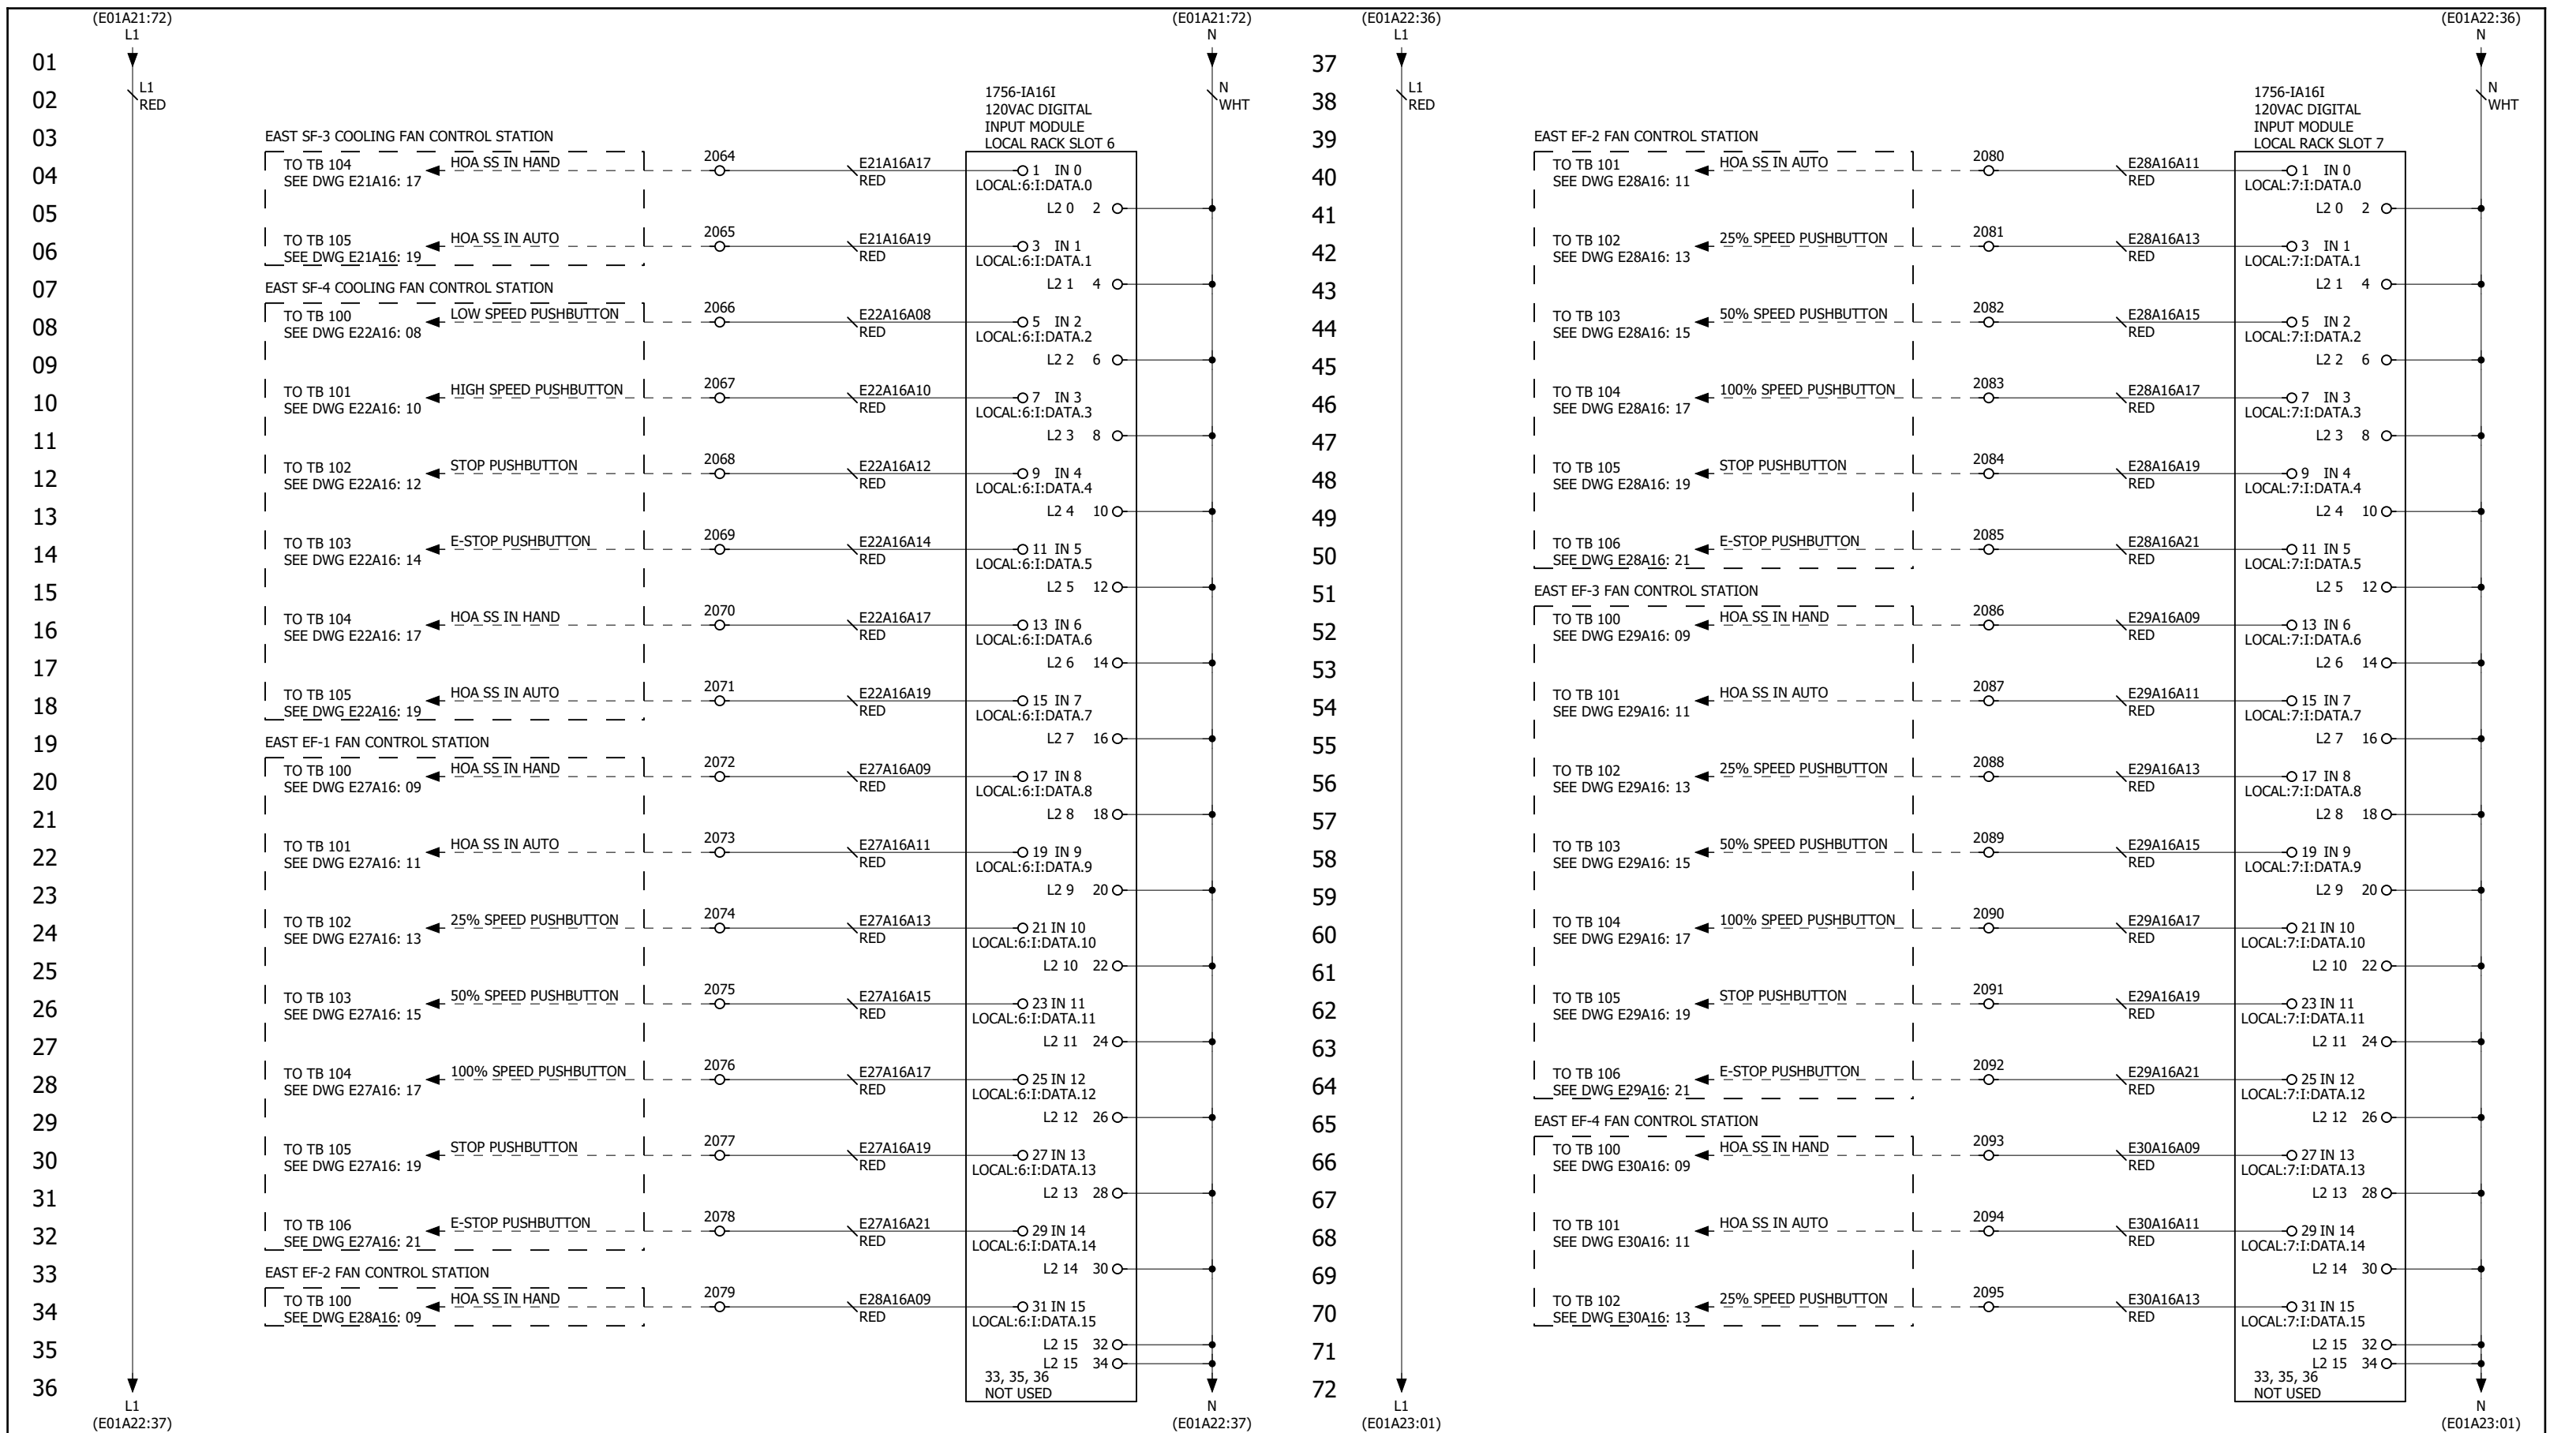 (E01A21:72)
L1
(E01A21:72)
N
01
02
03
04
05
06
07
08
09
10
11
12
13
14
15
16
17
18
19
20
21
22
23
24
25
26
27
28
29
30
31
32
33
34
35
36
L1
RED
N
WHT
1756-IA16I
120VAC DIGITAL
INPUT MODULE
LOCAL RACK SLOT 6
EAST SF-3 COOLING FAN CONTROL STATION
TO TB 104 HOA SS IN HAND 2064 E21A16A17 1 IN 0
SEE DWG E21A16: 17 RED LOCAL:6:I:DATA.0
L2 0 2
TO TB 105 HOA SS IN AUTO 2065 E21A16A19 3 IN 1
SEE DWG E21A16: 19 RED LOCAL:6:I:DATA.1
L2 1 4
EAST SF-4 COOLING FAN CONTROL STATION
TO TB 100 LOW SPEED PUSHBUTTON 2066 E22A16A08 5 IN 2
SEE DWG E22A16: 08 RED LOCAL:6:I:DATA.2
L2 2 6
TO TB 101 HIGH SPEED PUSHBUTTON 2067 E22A16A10 7 IN 3
SEE DWG E22A16: 10 RED LOCAL:6:I:DATA.3
L2 3 8
TO TB 102 STOP PUSHBUTTON 2068 E22A16A12 9 IN 4
SEE DWG E22A16: 12 RED LOCAL:6:I:DATA.4
L2 4 10
TO TB 103 E-STOP PUSHBUTTON 2069 E22A16A14 11 IN 5
SEE DWG E22A16: 14 RED LOCAL:6:I:DATA.5
L2 5 12
TO TB 104 HOA SS IN HAND 2070 E22A16A17 13 IN 6
SEE DWG E22A16: 17 RED LOCAL:6:I:DATA.6
L2 6 14
TO TB 105 HOA SS IN AUTO 2071 E22A16A19 15 IN 7
SEE DWG E22A16: 19 RED LOCAL:6:I:DATA.7
L2 7 16
EAST EF-1 FAN CONTROL STATION
TO TB 100 HOA SS IN HAND 2072 E27A16A09 17 IN 8
SEE DWG E27A16: 09 RED LOCAL:6:I:DATA.8
L2 8 18
TO TB 101 HOA SS IN AUTO 2073 E27A16A11 19 IN 9
SEE DWG E27A16: 11 RED LOCAL:6:I:DATA.9
L2 9 20
TO TB 102 25% SPEED PUSHBUTTON 2074 E27A16A13 21 IN 10
SEE DWG E27A16: 13 RED LOCAL:6:I:DATA.10
L2 10 22
TO TB 103 50% SPEED PUSHBUTTON 2075 E27A16A15 23 IN 11
SEE DWG E27A16: 15 RED LOCAL:6:I:DATA.11
L2 11 24
TO TB 104 100% SPEED PUSHBUTTON 2076 E27A16A17 25 IN 12
SEE DWG E27A16: 17 RED LOCAL:6:I:DATA.12
L2 12 26
TO TB 105 STOP PUSHBUTTON 2077 E27A16A19 27 IN 13
SEE DWG E27A16: 19 RED LOCAL:6:I:DATA.13
L2 13 28
TO TB 106 E-STOP PUSHBUTTON 2078 E27A16A21 29 IN 14
SEE DWG E27A16: 21 RED LOCAL:6:I:DATA.14
L2 14 30
EAST EF-2 FAN CONTROL STATION
TO TB 100 HOA SS IN HAND 2079 E28A16A09 31 IN 15
SEE DWG E28A16: 09 RED LOCAL:6:I:DATA.15
L2 15 32
L2 15 34
33, 35, 36
NOT USED
L1
(E01A22:37)
N
(E01A22:37)
(E01A22:36)
L1
(E01A22:36)
N
37
38
39
40
41
42
43
44
45
46
47
48
49
50
51
52
53
54
55
56
57
58
59
60
61
62
63
64
65
66
67
68
69
70
71
72
L1
RED
N
WHT
1756-IA16I
120VAC DIGITAL
INPUT MODULE
LOCAL RACK SLOT 7
EAST EF-2 FAN CONTROL STATION
TO TB 101 HOA SS IN AUTO 2080 E28A16A11 1 IN 0
SEE DWG E28A16: 11 RED LOCAL:7:I:DATA.0
L2 0 2
TO TB 102 25% SPEED PUSHBUTTON 2081 E28A16A13 3 IN 1
SEE DWG E28A16: 13 RED LOCAL:7:I:DATA.1
L2 1 4
TO TB 103 50% SPEED PUSHBUTTON 2082 E28A16A15 5 IN 2
SEE DWG E28A16: 15 RED LOCAL:7:I:DATA.2
L2 2 6
TO TB 104 100% SPEED PUSHBUTTON 2083 E28A16A17 7 IN 3
SEE DWG E28A16: 17 RED LOCAL:7:I:DATA.3
L2 3 8
TO TB 105 STOP PUSHBUTTON 2084 E28A16A19 9 IN 4
SEE DWG E28A16: 19 RED LOCAL:7:I:DATA.4
L2 4 10
TO TB 106 E-STOP PUSHBUTTON 2085 E28A16A21 11 IN 5
SEE DWG E28A16: 21 RED LOCAL:7:I:DATA.5
L2 5 12
EAST EF-3 FAN CONTROL STATION
TO TB 100 HOA SS IN HAND 2086 E29A16A09 13 IN 6
SEE DWG E29A16: 09 RED LOCAL:7:I:DATA.6
L2 6 14
TO TB 101 HOA SS IN AUTO 2087 E29A16A11 15 IN 7
SEE DWG E29A16: 11 RED LOCAL:7:I:DATA.7
L2 7 16
TO TB 102 25% SPEED PUSHBUTTON 2088 E29A16A13 17 IN 8
SEE DWG E29A16: 13 RED LOCAL:7:I:DATA.8
L2 8 18
TO TB 103 50% SPEED PUSHBUTTON 2089 E29A16A15 19 IN 9
SEE DWG E29A16: 15 RED LOCAL:7:I:DATA.9
L2 9 20
TO TB 104 100% SPEED PUSHBUTTON 2090 E29A16A17 21 IN 10
SEE DWG E29A16: 17 RED LOCAL:7:I:DATA.10
L2 10 22
TO TB 105 STOP PUSHBUTTON 2091 E29A16A19 23 IN 11
SEE DWG E29A16: 19 RED LOCAL:7:I:DATA.11
L2 11 24
TO TB 106 E-STOP PUSHBUTTON 2092 E29A16A21 25 IN 12
SEE DWG E29A16: 21 RED LOCAL:7:I:DATA.12
L2 12 26
EAST EF-4 FAN CONTROL STATION
TO TB 100 HOA SS IN HAND 2093 E30A16A09 27 IN 13
SEE DWG E30A16: 09 RED LOCAL:7:I:DATA.13
L2 13 28
TO TB 101 HOA SS IN AUTO 2094 E30A16A11 29 IN 14
SEE DWG E30A16: 11 RED LOCAL:7:I:DATA.14
L2 14 30
TO TB 102 25% SPEED PUSHBUTTON 2095 E30A16A13 31 IN 15
SEE DWG E30A16: 13 RED LOCAL:7:I:DATA.15
L2 15 32
L2 15 34
33, 35, 36
NOT USED
L1
(E01A23:01)
N
(E01A23:01)